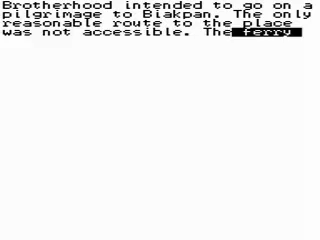 Brotherhood intended to go on a
pilgrimage to Biakpan. The only
reasonable route to the place
was not accessible. The ferry